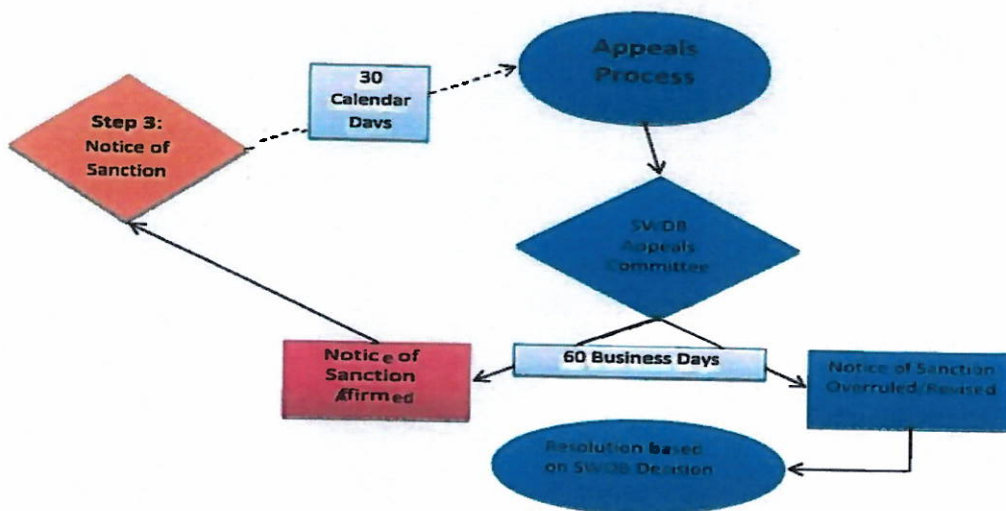 Appeals
Process
30
Calendar
Days
Step 3:
Notice of
Sanction
SWDB
Appeals
Committee
Notice of
Sanction
Affirmed
60 Business Days
Notice of Sanction
Overruled/Revised
Resolution based
on SWDB Decision